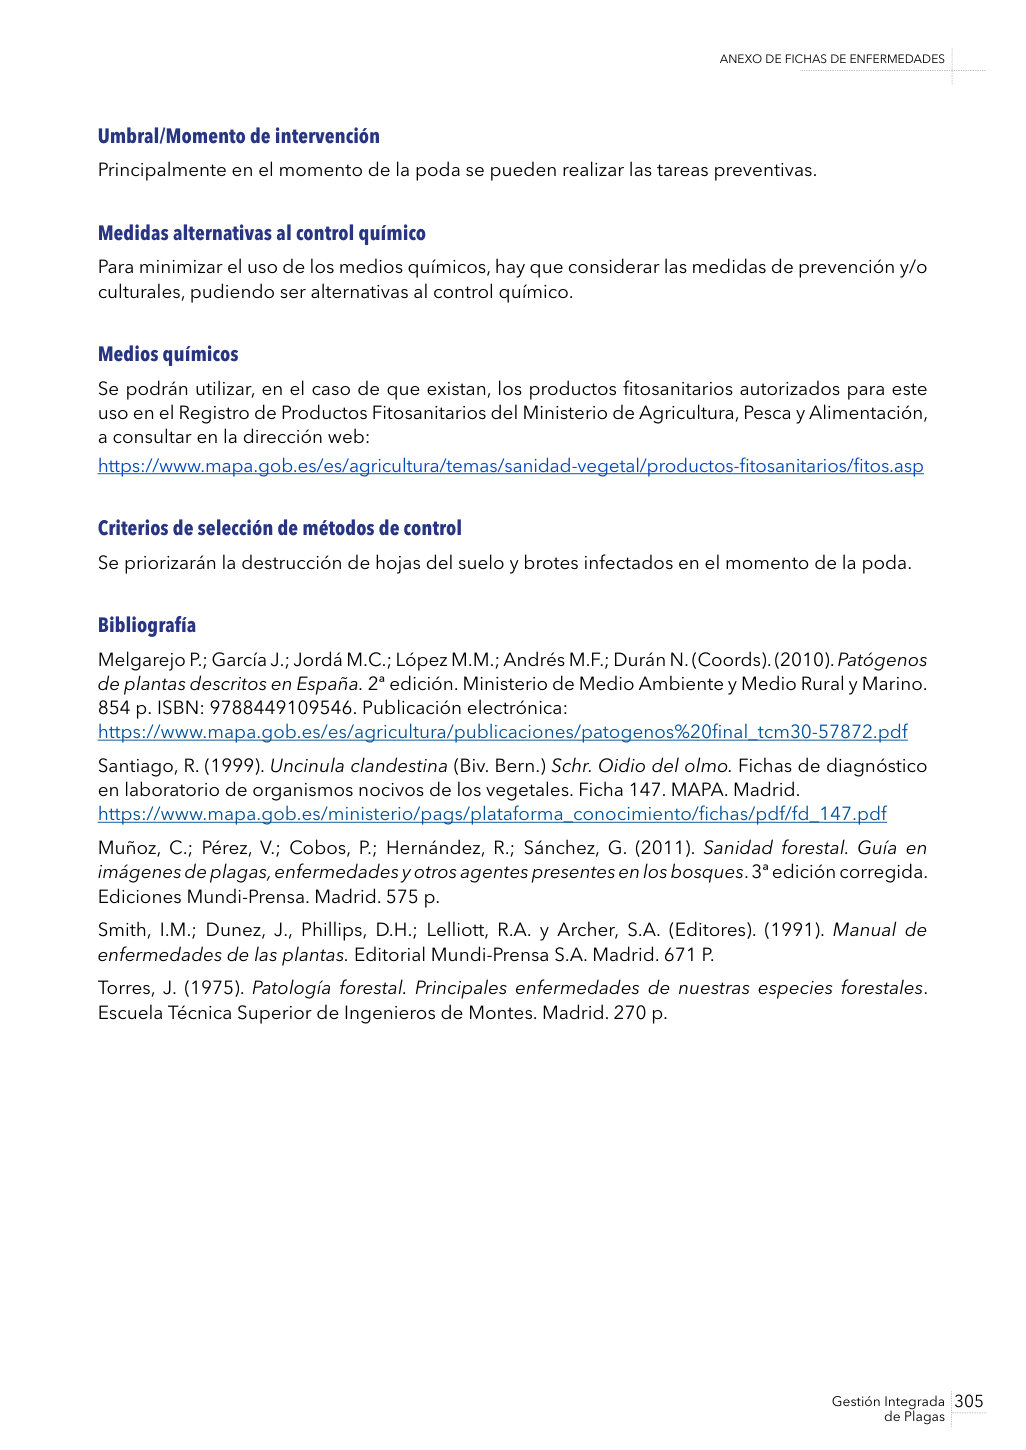 ANEXO DE FICHAS DE ENFERMEDADES
Umbral/Momento de intervención
Principalmente en el momento de la poda se pueden realizar las tareas preventivas.
Medidas alternativas al control químico
Para minimizar el uso de los medios químicos, hay que considerar las medidas de prevención y/o
culturales, pudiendo ser alternativas al control químico.
Medios químicos
Se podrán utilizar, en el caso de que existan, los productos fitosanitarios autorizados para este
uso en el Registro de Productos Fitosanitarios del Ministerio de Agricultura, Pesca y Alimentación,
a consultar en la dirección web:
https://www.mapa.gob.es/es/agricultura/temas/sanidad-vegetal/productos-fitosanitarios/fitos.asp
Criterios de selección de métodos de control
Se priorizarán la destrucción de hojas del suelo y brotes infectados en el momento de la poda.
Bibliografía
Melgarejo P.; García J.; Jordá M.C.; López M.M.; Andrés M.F.; Durán N. (Coords). (2010). Patógenos
de plantas descritos en España. 2ª edición. Ministerio de Medio Ambiente y Medio Rural y Marino.
854 p. ISBN: 9788449109546. Publicación electrónica:
https://www.mapa.gob.es/es/agricultura/publicaciones/patogenos%20final_tcm30-57872.pdf
Santiago, R. (1999). Uncinula clandestina (Biv. Bern.) Schr. Oidio del olmo. Fichas de diagnóstico
en laboratorio de organismos nocivos de los vegetales. Ficha 147. MAPA. Madrid.
https://www.mapa.gob.es/ministerio/pags/plataforma_conocimiento/fichas/pdf/fd_147.pdf
Muñoz, C.; Pérez, V.; Cobos, P.; Hernández, R.; Sánchez, G. (2011). Sanidad forestal. Guía en
imágenes de plagas, enfermedades y otros agentes presentes en los bosques. 3ª edición corregida.
Ediciones Mundi-Prensa. Madrid. 575 p.
Smith, I.M.; Dunez, J., Phillips, D.H.; Lelliott, R.A. y Archer, S.A. (Editores). (1991). Manual de
enfermedades de las plantas. Editorial Mundi-Prensa S.A. Madrid. 671 P.
Torres, J. (1975). Patología forestal. Principales enfermedades de nuestras especies forestales.
Escuela Técnica Superior de Ingenieros de Montes. Madrid. 270 p.
Gestión Integrada 305
de Plagas